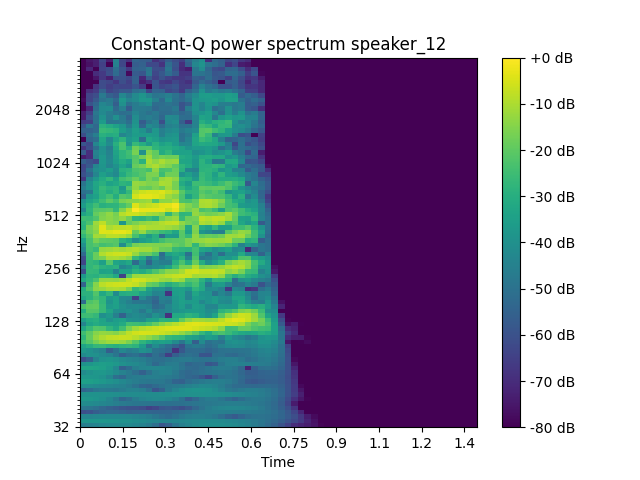 Constant-Q power spectrum speaker_12
Hz
2048
1024
512
256
128
64
32
0 0.15 0.3 0.45 0.6 0.75 0.9 1.1 1.2 1.4
Time
+0 dB
-10 dB
-20 dB
-30 dB
-40 dB
-50 dB
-60 dB
-70 dB
-80 dB